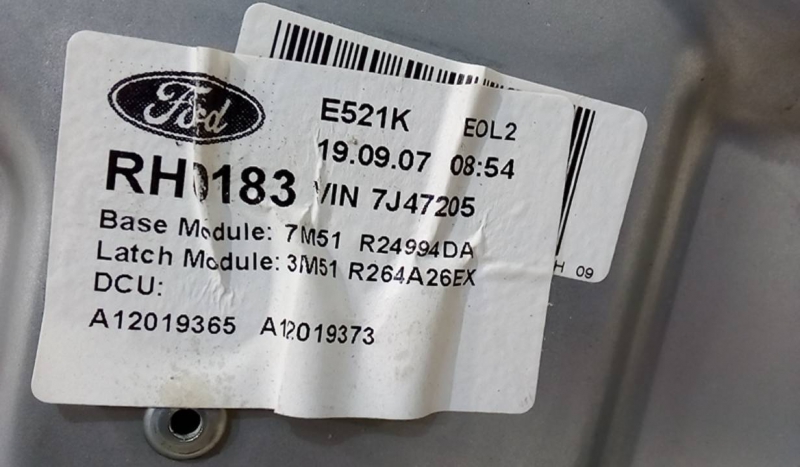 Ford
E521K EOL2
19.09.07 08:54
RH0183 VIN 7J47205
Base Module: 7M51 R24994DA
Latch Module: 3M51 R264A26EX
DCU:
A12019365 A12019373
H 09